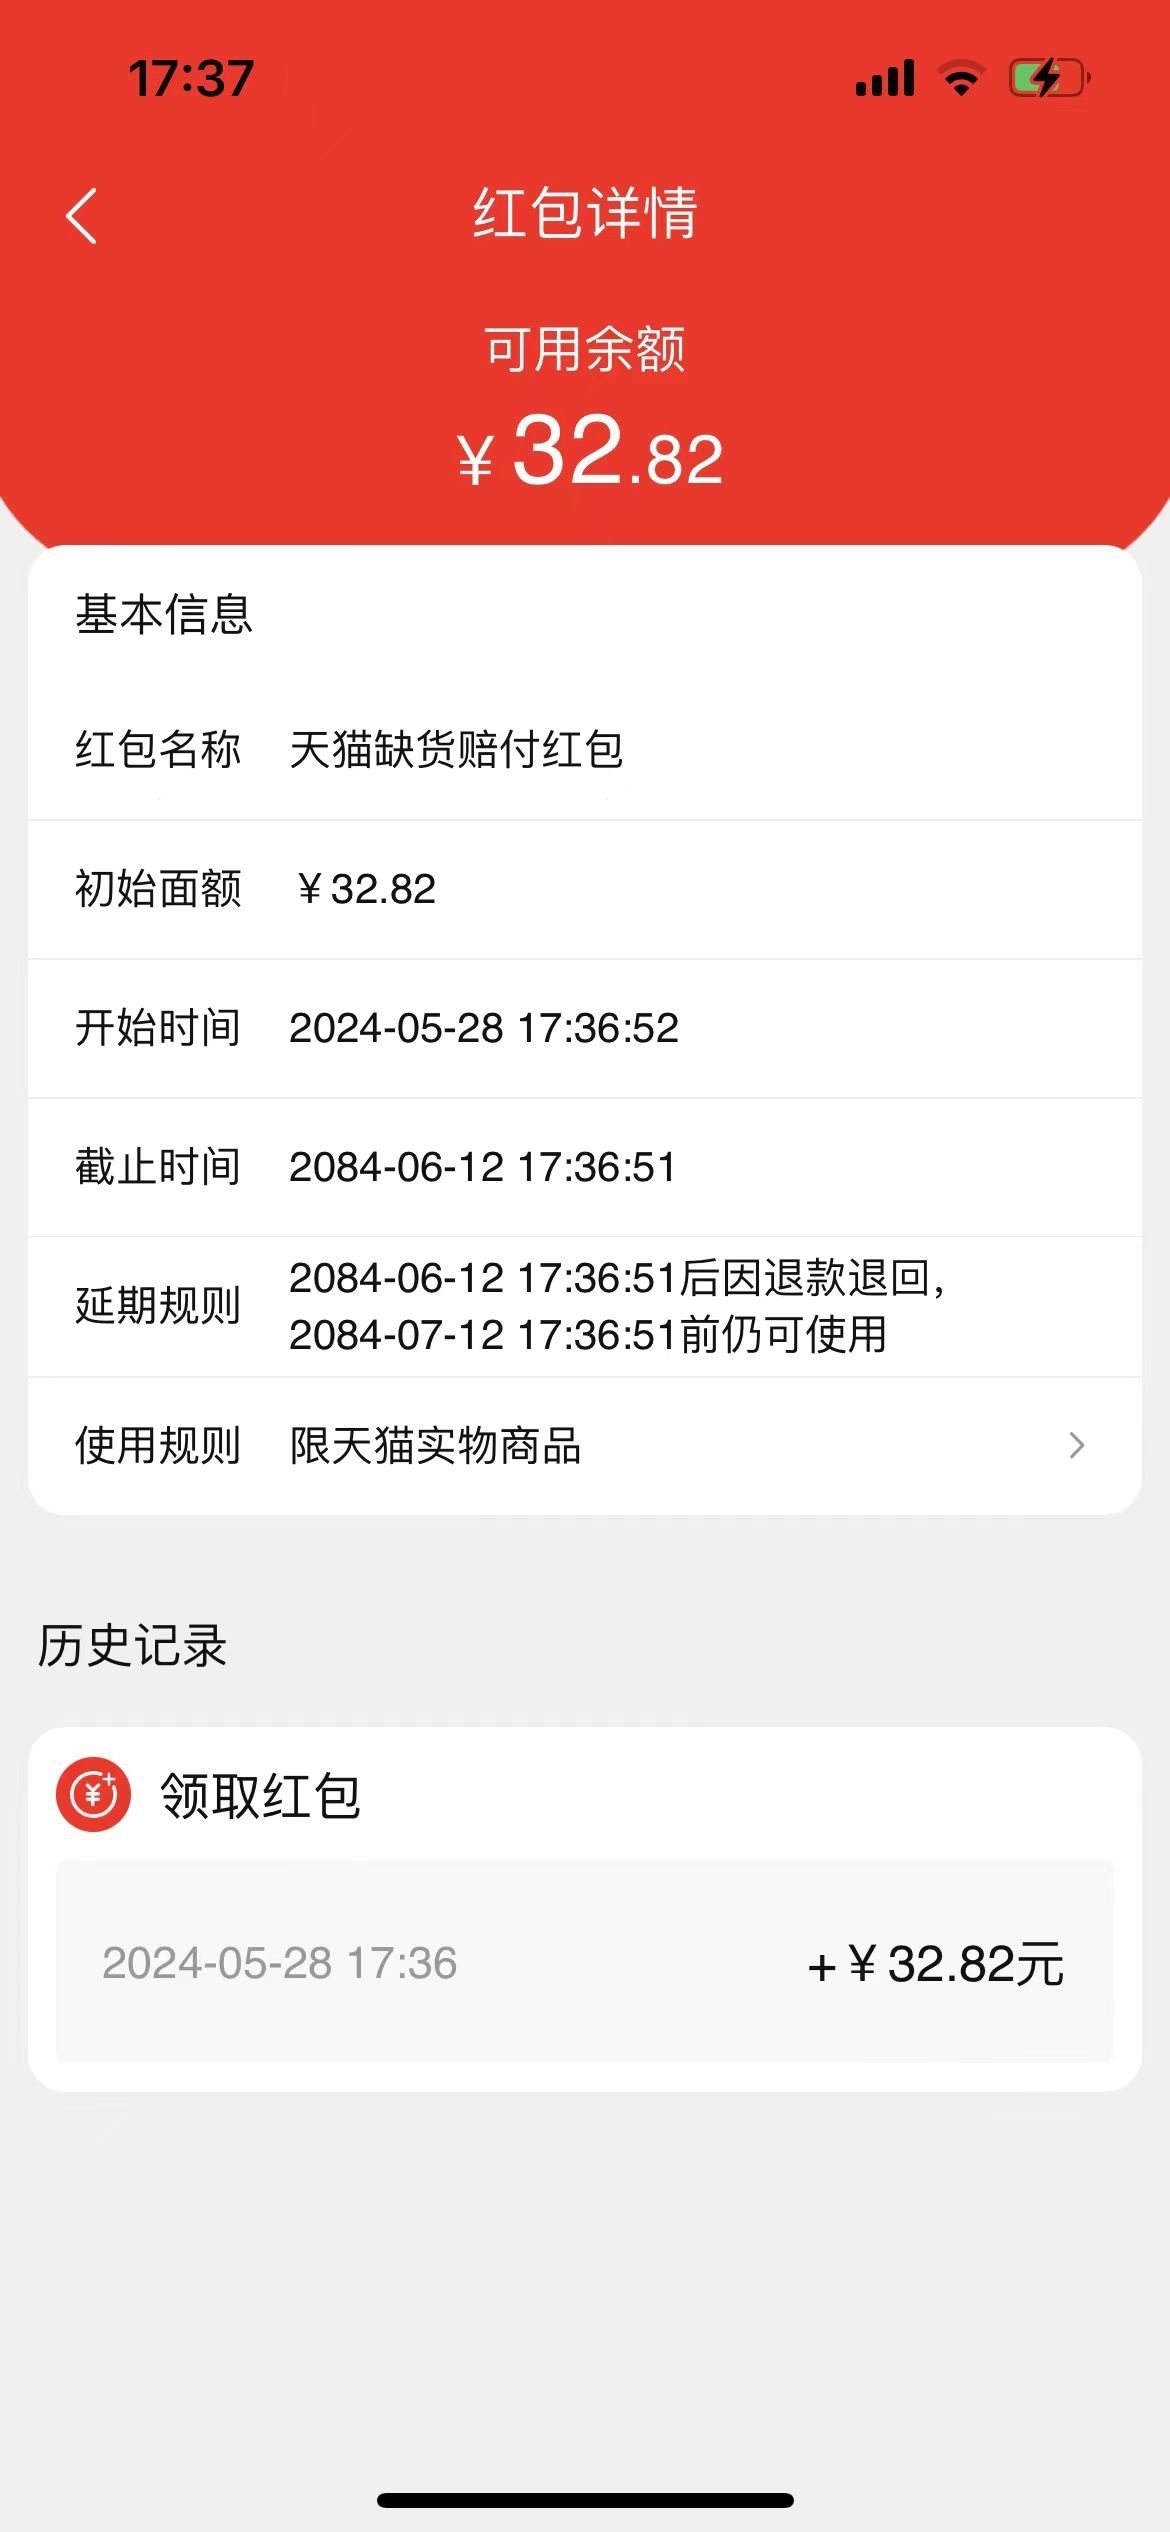 17:37
红包详情
可用余额
¥32.82
基本信息
红包名称 天猫缺货赔付红包
初始面额 ¥32.82
开始时间 2024-05-28 17:36:52
截止时间 2084-06-12 17:36:51
延期规则 2084-06-12 17:36:51后因退款退回，
2084-07-12 17:36:51前仍可使用
使用规则 限天猫实物商品
历史记录
领取红包
2024-05-28 17:36 +¥32.82元